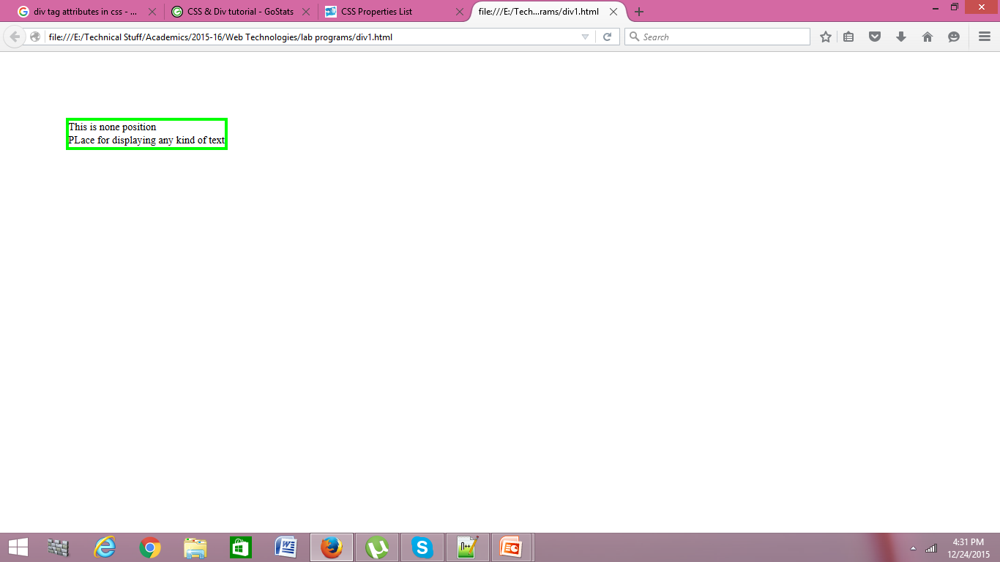 div tag attributes in css - ...
CSS & Div tutorial - GoStats
CSS Properties List
file:///E:/Tech...rams/div1.html
file:///E:/Technical Stuff/Academics/2015-16/Web Technologies/lab programs/div1.html
Search
This is none position
PLace for displaying any kind of text
4:31 PM
12/24/2015